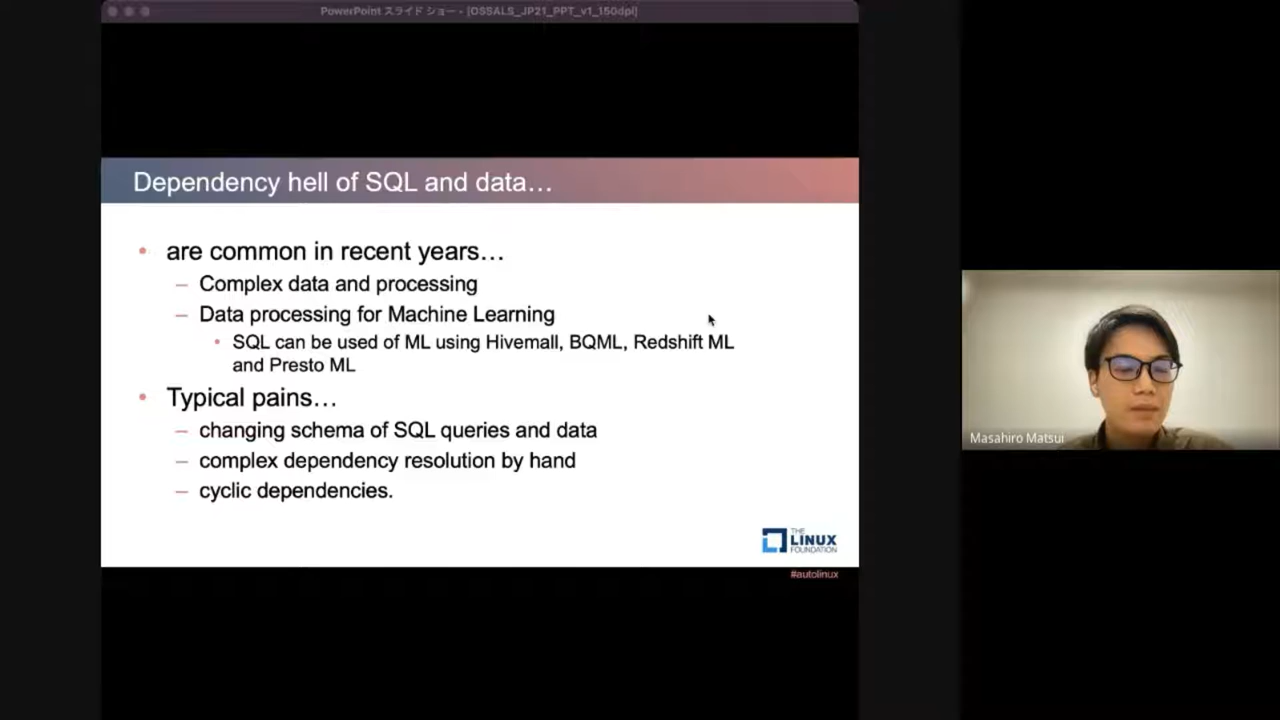 PowerPoint スライド ショー - [OSSALS_JP21_PPT_v1_150dpi]
Dependency hell of SQL and data…
• are common in recent years…
– Complex data and processing
– Data processing for Machine Learning
• SQL can be used of ML using Hivemall, BQML, Redshift ML
and Presto ML
• Typical pains…
– changing schema of SQL queries and data
– complex dependency resolution by hand
– cyclic dependencies.
THE
LINUX
FOUNDATION
#autolinux
Masahiro Matsui